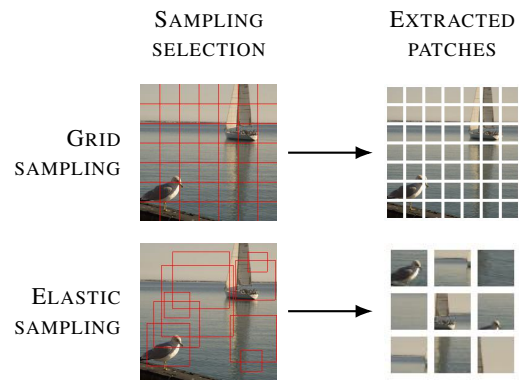 SAMPLING
SELECTION
EXTRACTED
PATCHES
GRID
SAMPLING
ELASTIC
SAMPLING